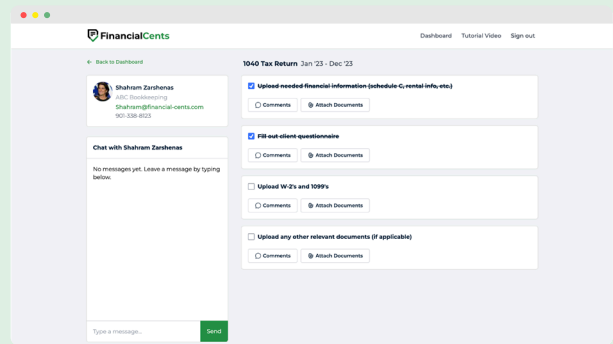 FinancialCents
Dashboard Tutorial Video Sign out
Back to Dashboard
1040 Tax Return Jan '23 - Dec '23
Shahram Zarshenas
ABC Bookkeeping
Shahram@financial-cents.com
901-338-8123
Chat with Shahram Zarshenas
No messages yet. Leave a message by typing
below.
Type a message...
Send
Upload needed financial information (schedule C, rental info, etc.)
Comments Attach Documents
Fill out client questionnaire
Comments Attach Documents
Upload W-2's and 1099's
Comments Attach Documents
Upload any other relevant documents (if applicable)
Comments Attach Documents